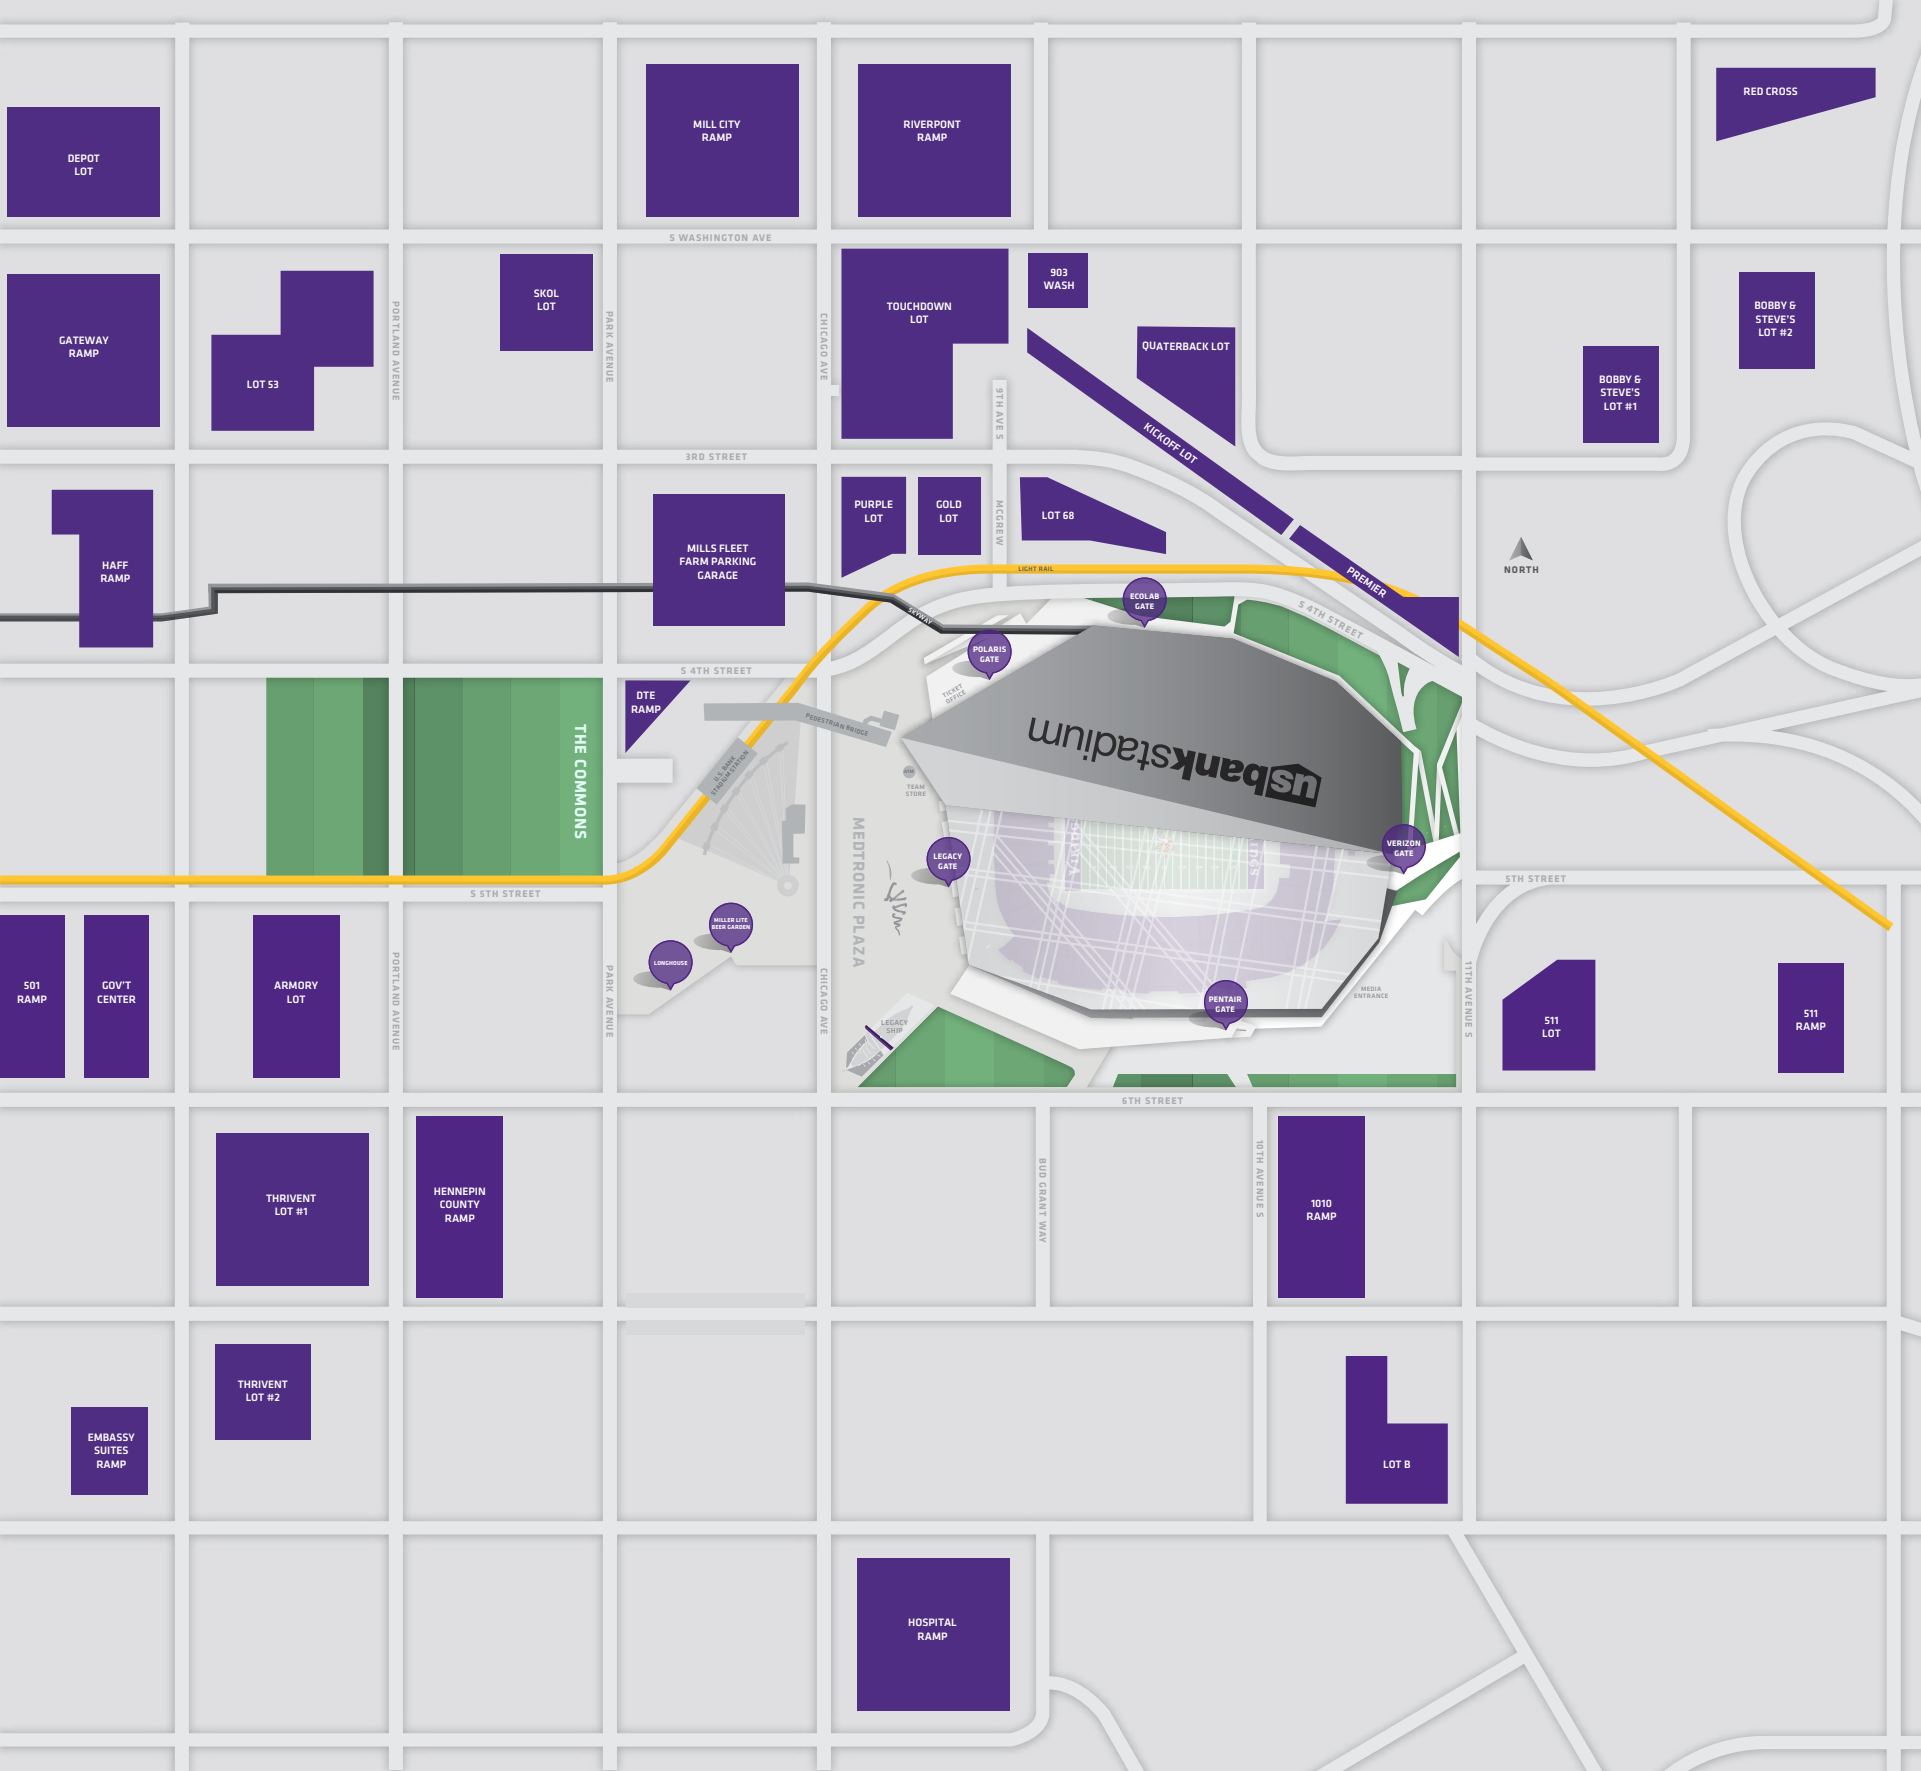 RED CROSS
MILL CITY
RAMP
RIVERPONT
RAMP
DEPOT
LOT
S WASHINGTON AVE
903
WASH
SKOL
LOT
TOUCHDOWN
LOT
BOBBY &
STEVE'S
LOT #2
GATEWAY
RAMP
LOT 53
PORTLAND AVENUE
PARK AVENUE
CHICAGO AVE
QUATERBACK LOT
BOBBY &
STEVE'S
LOT #1
9TH AVE S
KICKOFF LOT
3RD STREET
PURPLE
LOT
GOLD
LOT
MCGREW
LOT 68
HAFF
RAMP
MILLS FLEET
FARM PARKING
GARAGE
LIGHT RAIL
NORTH
PREMIER
ECOLAB
GATE
SKYWAY
S 4TH STREET
POLARIS
GATE
S 4TH STREET
TICKET
OFFICE
DTE
RAMP
PEDESTRIAN BRIDGE
THE COMMONS
U.S. BANK
STADIUM STATION
usbankstadium
TEAM
STORE
MEDTRONIC PLAZA
LEGACY
GATE
VERIZON
GATE
S 5TH STREET
5TH STREET
MILLER LITE
BEER GARDEN
LONGHOUSE
501
RAMP
GOV'T
CENTER
ARMORY
LOT
PORTLAND AVENUE
PARK AVENUE
CHICAGO AVE
LEGACY
SHIP
PENTAIR
GATE
MEDIA
ENTRANCE
11TH AVENUE S
511
LOT
511
RAMP
6TH STREET
THRIVENT
LOT #1
HENNEPIN
COUNTY
RAMP
BUD GRANT WAY
10TH AVENUE S
1010
RAMP
THRIVENT
LOT #2
EMBASSY
SUITES
RAMP
LOT B
HOSPITAL
RAMP